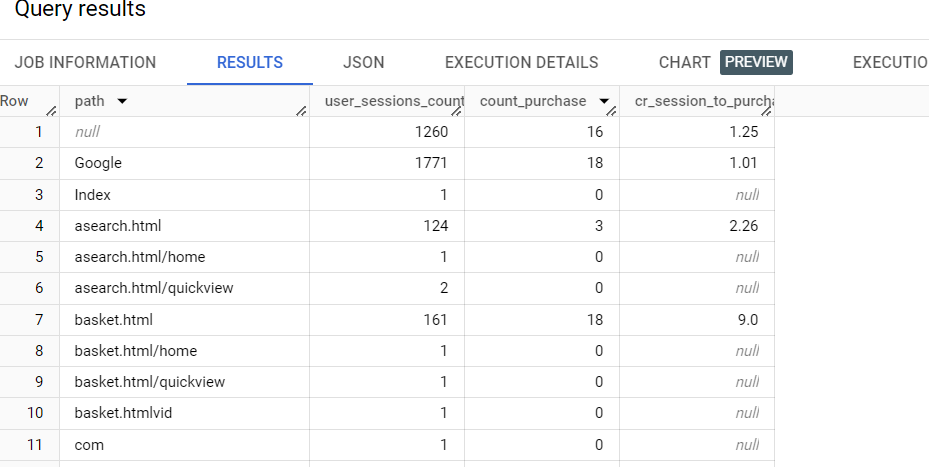 Query results
JOB INFORMATION RESULTS JSON EXECUTION DETAILS CHART PREVIEW EXECUTIO
Row path user_sessions_count count_purchase cr_session_to_purcha
1 null 1260 16 1.25
2 Google 1771 18 1.01
3 Index 1 0 null
4 asearch.html 124 3 2.26
5 asearch.html/home 1 0 null
6 asearch.html/quickview 2 0 null
7 basket.html 161 18 9.0
8 basket.html/home 1 0 null
9 basket.html/quickview 1 0 null
10 basket.htmlvid 1 0 null
11 com 1 0 null